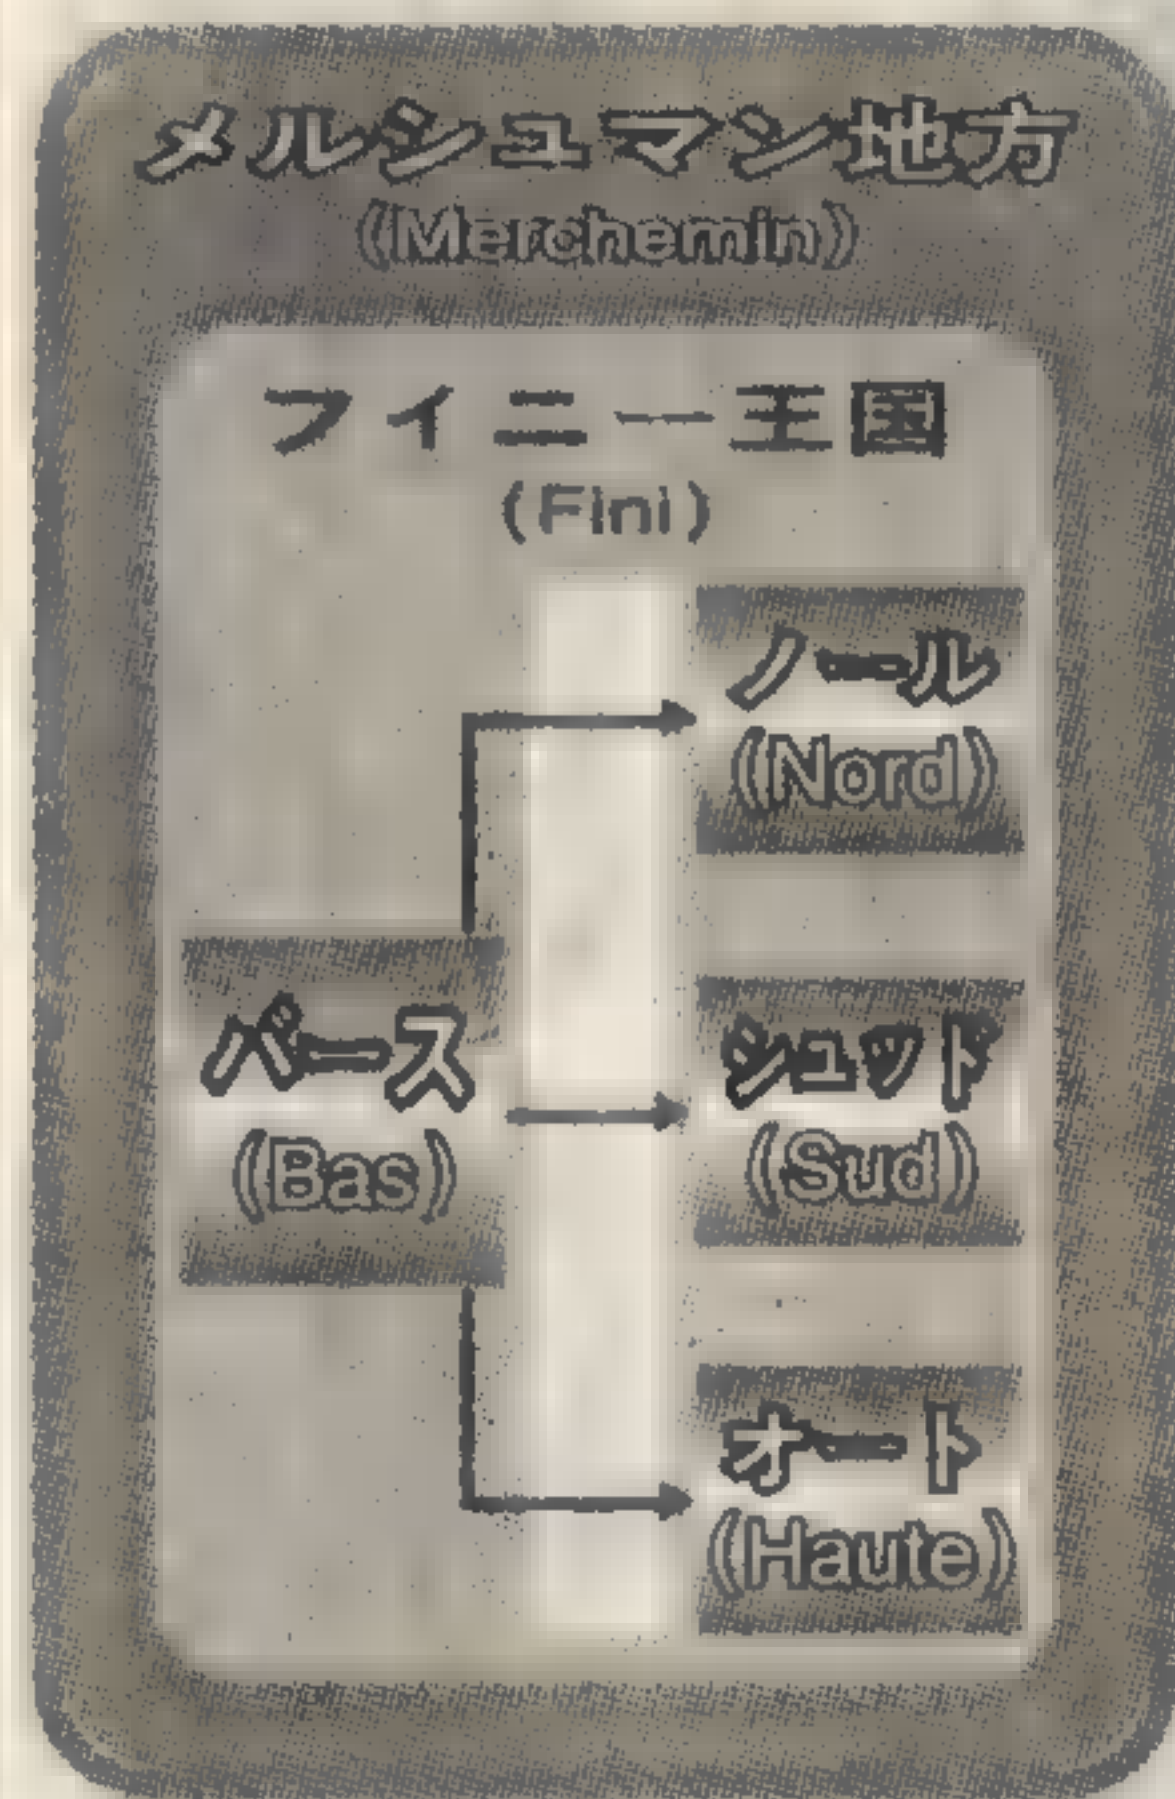 メルシュマン地方
(Merchemin)
フィニー王国
(Fini)
ノール
(Nord)
バース
(Bas)
シュッド
(Sud)
オート
(Haute)